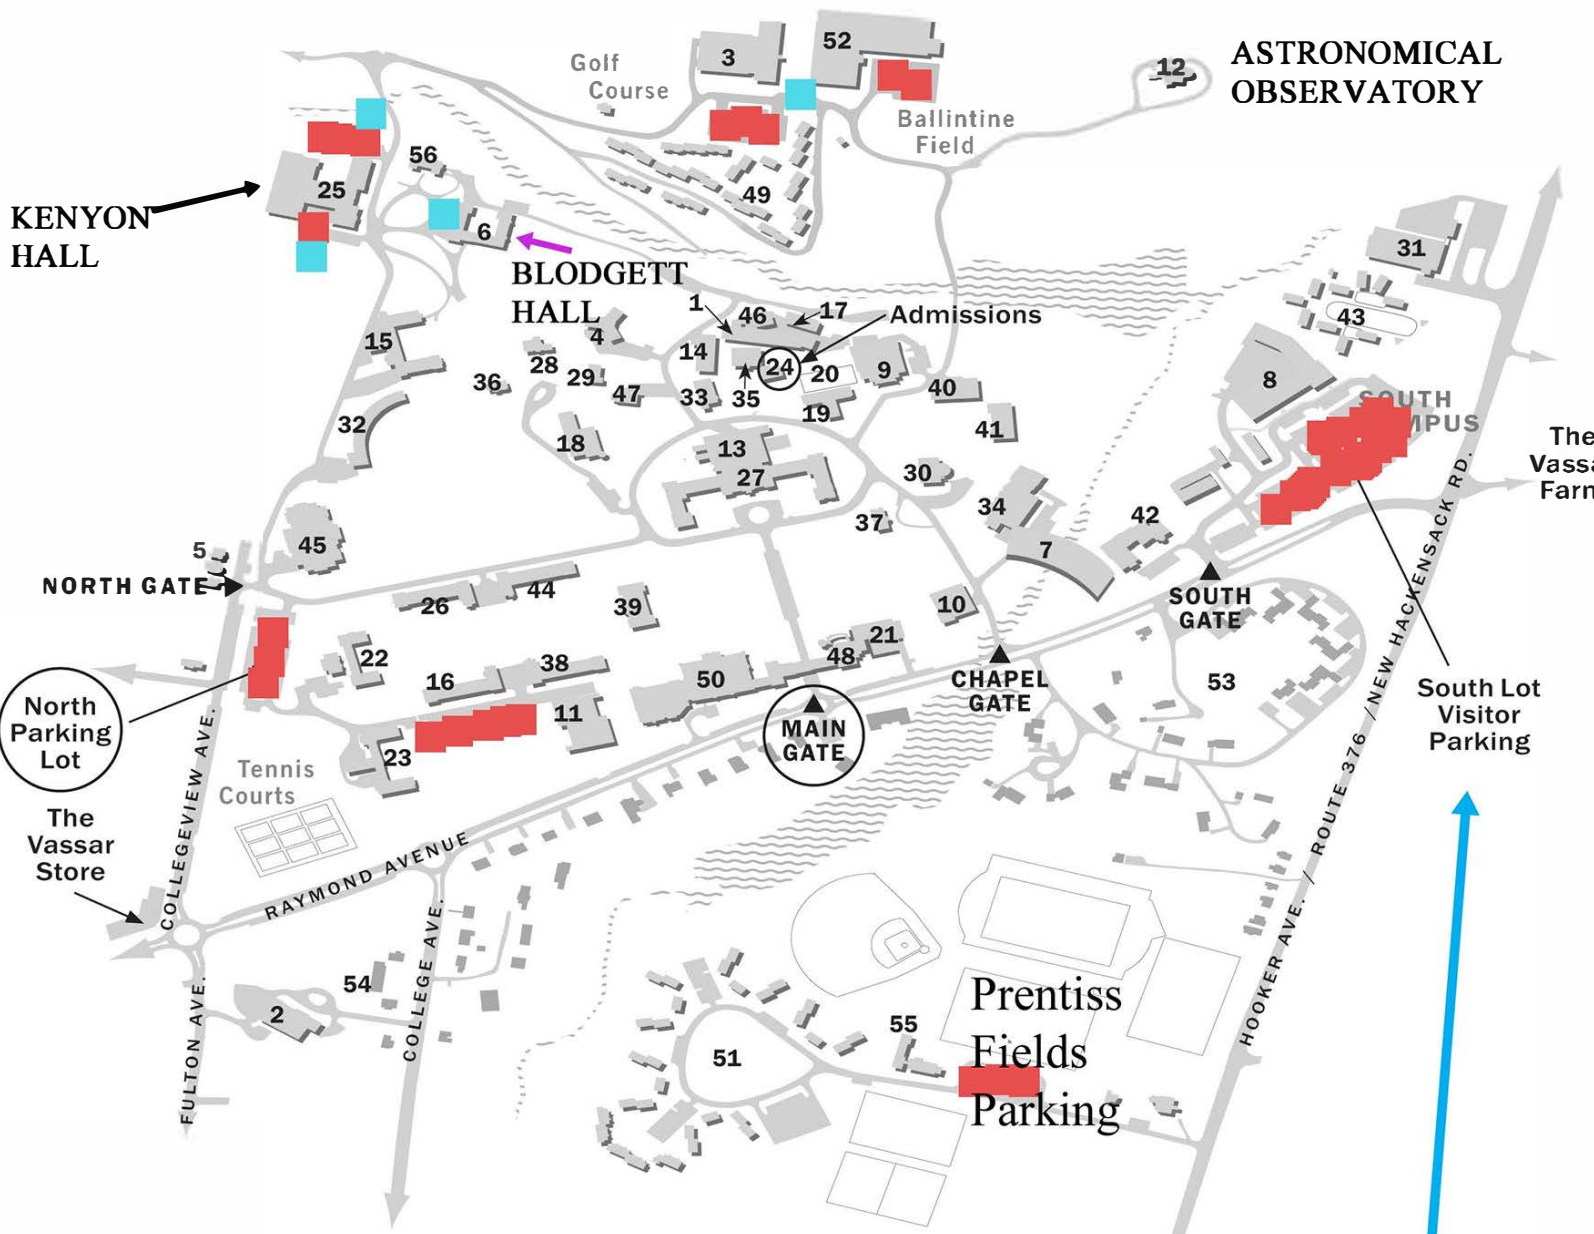 ASTRONOMICAL
OBSERVATORY
12
3
52
Golf
Course
Ballintine
Field
56
25
49
KENYON
HALL
6
BLODGETT
HALL
31
43
1
46
17
Admissions
15
4
14
24
20
9
28
29
36
47
33
35
19
40
8
SOUTH
MPUS
32
18
13
41
27
30
34
The
Vassa
Farn
37
42
7
5
45
NORTH GATE
26
44
39
10
SOUTH
GATE
22
38
16
21
48
50
CHAPEL
GATE
53
11
MAIN
GATE
23
North
Parking
Lot
South Lot
Visitor
Parking
Tennis
Courts
The
Vassar
Store
COLLEGEVIEW AVE.
RAYMOND AVENUE
COLLEGE AVE.
FULTON AVE.
HOOKER AVE. / ROUTE 376 / NEW HACKENSACK RD.
54
2
51
55
Prentiss
Fields
Parking